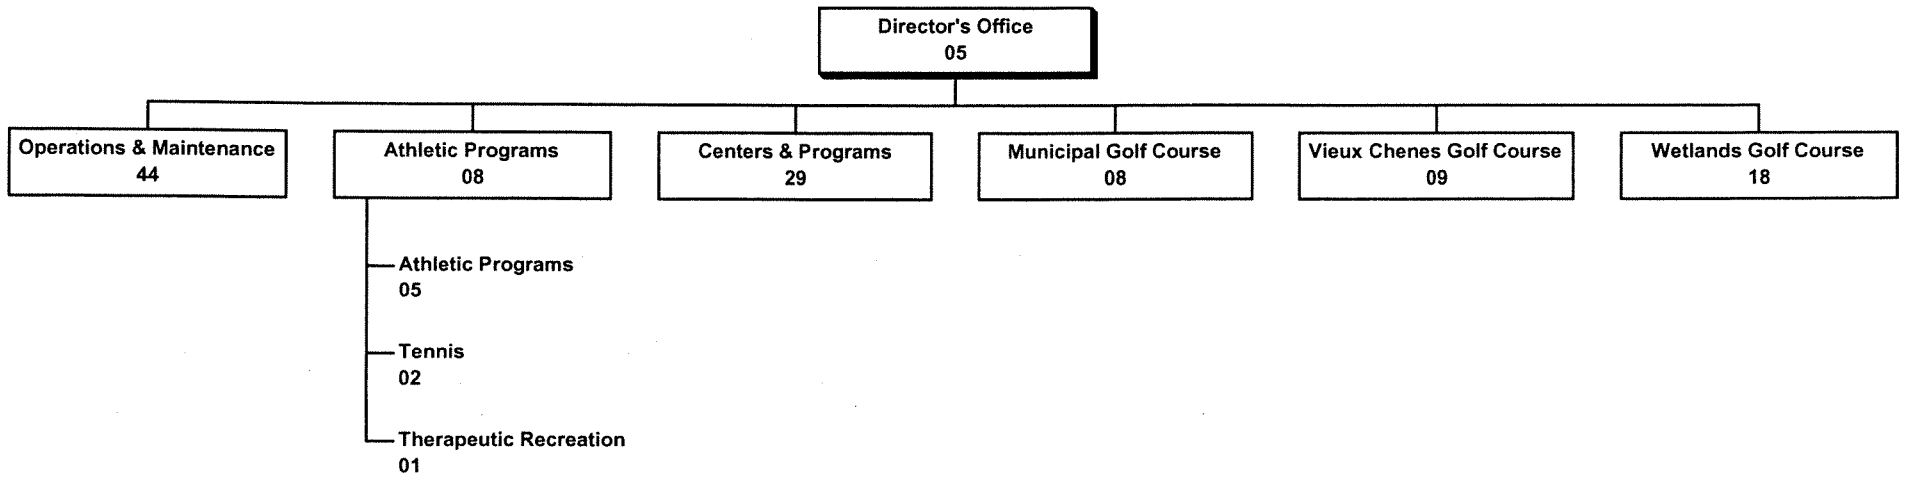 Director's Office
05
Operations & Maintenance
44
Athletic Programs
08
Centers & Programs
29
Municipal Golf Course
08
Vieux Chenes Golf Course
09
Wetlands Golf Course
18
Athletic Programs
05
Tennis
02
Therapeutic Recreation
01